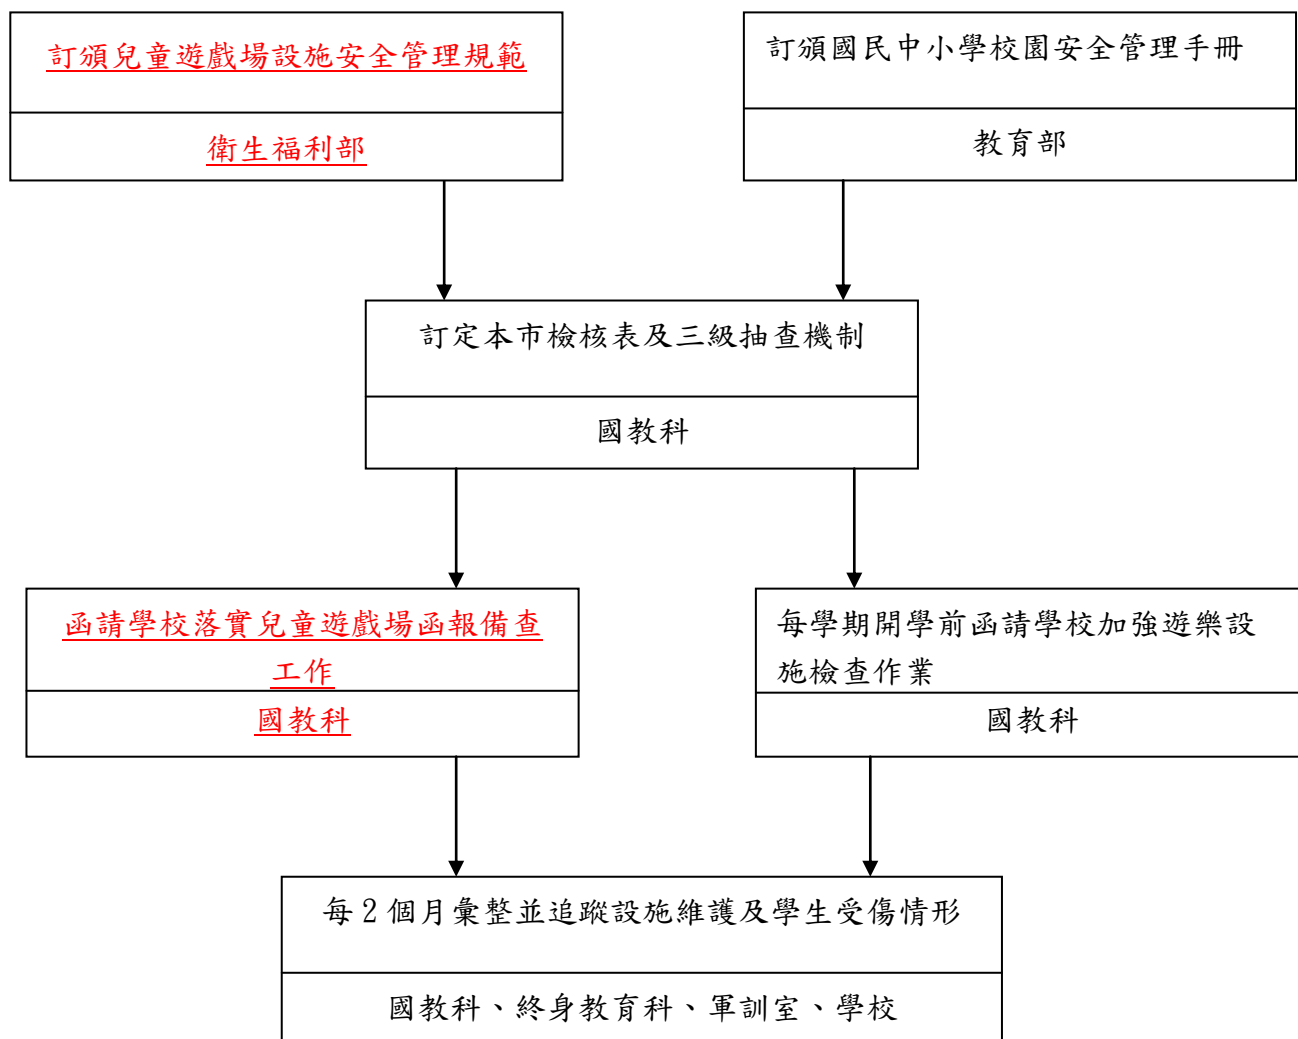 訂頒兒童遊戲場設施安全管理規範
衛生福利部
訂頒國民中小學校園安全管理手冊
教育部
訂定本市檢核表及三級抽查機制
國教科
函請學校落實兒童遊戲場函報備查
工作
國教科
每學期開學前函請學校加強遊樂設
施檢查作業
國教科
每2個月彙整並追蹤設施維護及學生受傷情形
國教科、終身教育科、軍訓室、學校